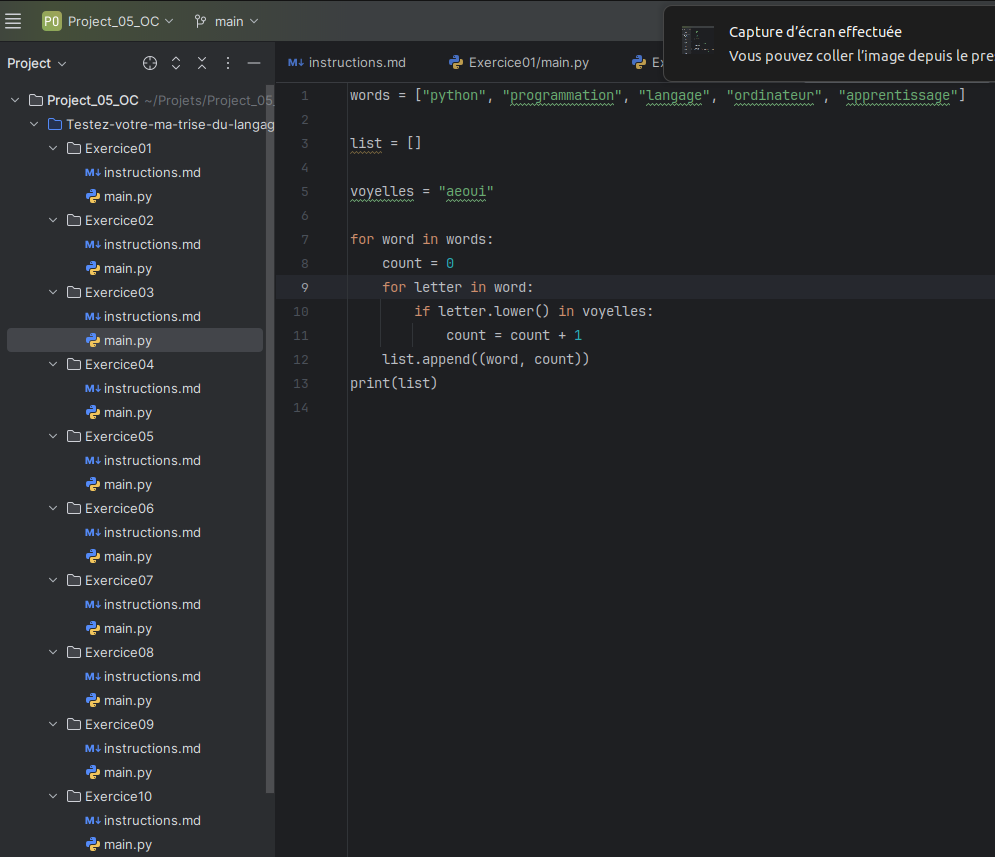 PO Project_05_OC main
Capture d'écran effectuée
Vous pouvez coller l'image depuis le pre
Project
instructions.md
Exercice01/main.py
Ex
Project_05_OC ~/Projets/Project_05_
Testez-votre-ma-trise-du-langag
Exercice01
instructions.md
main.py
Exercice02
instructions.md
main.py
Exercice03
instructions.md
main.py
Exercice04
instructions.md
main.py
Exercice05
instructions.md
main.py
Exercice06
instructions.md
main.py
Exercice07
instructions.md
main.py
Exercice08
instructions.md
main.py
Exercice09
instructions.md
main.py
Exercice10
instructions.md
main.py
1 words = ["python", "programmation", "langage", "ordinateur", "apprentissage"]
2
3 list = []
4
5 voyelles = "aeoui"
6
7 for word in words:
8     count = 0
9     for letter in word:
10         if letter.lower() in voyelles:
11             count = count + 1
12     list.append((word, count))
13 print(list)
14